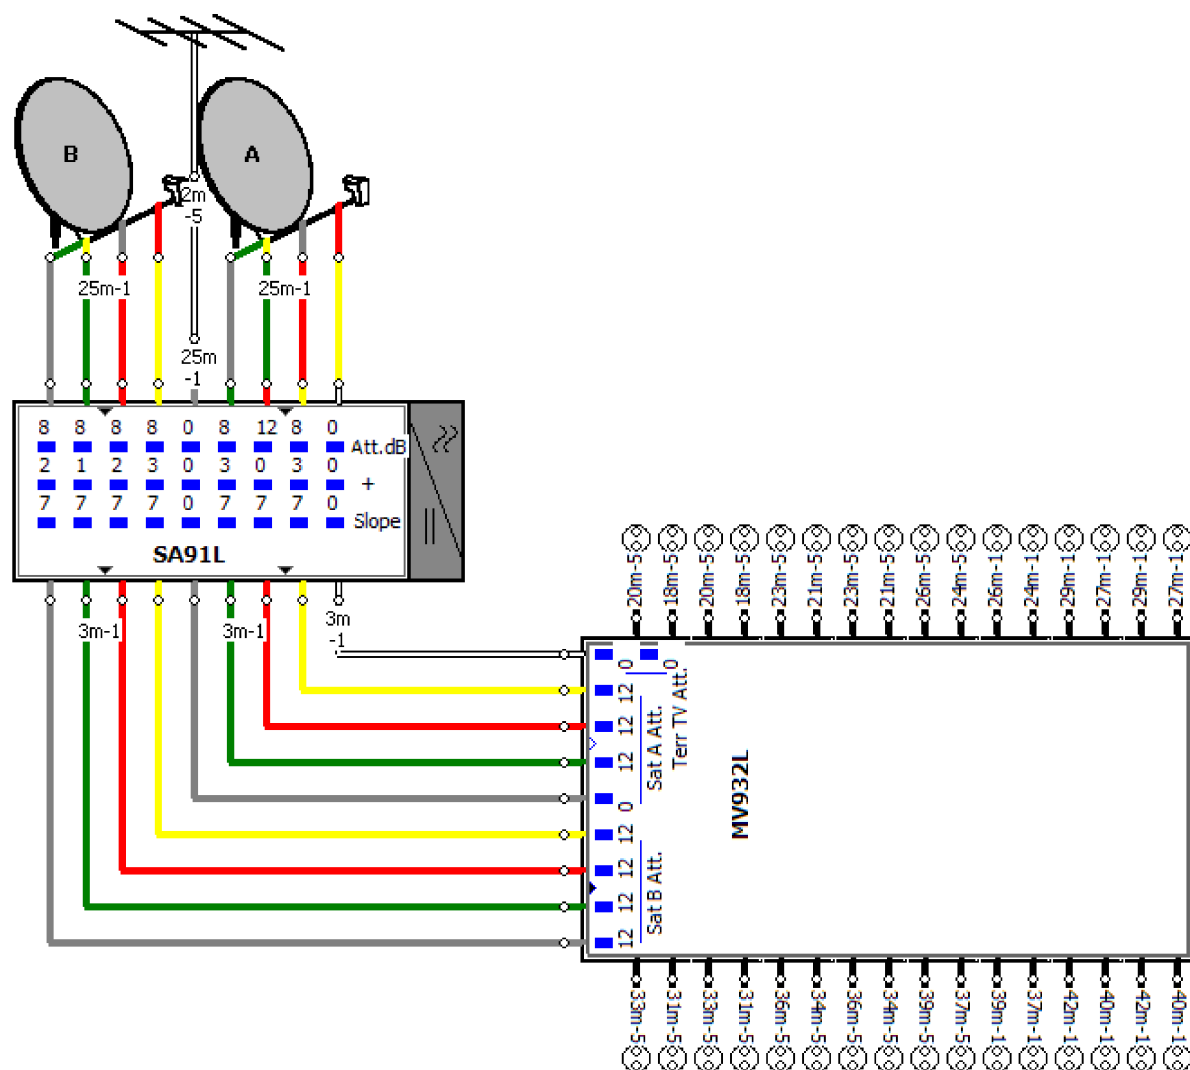 B
A
2m
-5
25m-1
25m-1
25m
-1
8 8 8 8 0 8 12 8 0
Att.dB
2 1 2 3 0 3 0 3 0
+
7 7 7 7 0 7 7 7 0
Slope
SA91L
3m-1
3m-1
3m
-1
20m-5
18m-5
20m-5
18m-5
23m-5
21m-5
23m-5
21m-5
26m-5
24m-5
26m-1
24m-1
29m-1
27m-1
29m-1
27m-1
0
0
12
12
12
0
12
12
12
12
Terr TV Att.
Sat A Att.
Sat B Att.
MV932L
33m-5
31m-5
33m-5
31m-5
36m-5
34m-5
36m-5
34m-5
39m-5
37m-5
39m-1
37m-1
42m-1
40m-1
42m-1
40m-1